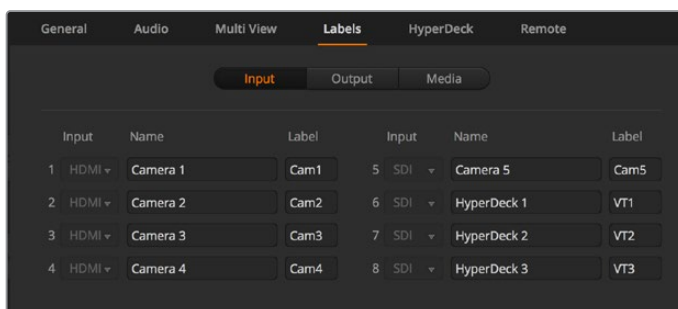 General Audio Multi View Labels HyperDeck Remote
Input Output Media
Input Name Label Input Name Label
1 HDMI Camera 1 Cam1 5 SDI Camera 5 Cam5
2 HDMI Camera 2 Cam2 6 SDI HyperDeck 1 VT1
3 HDMI Camera 3 Cam3 7 SDI HyperDeck 2 VT2
4 HDMI Camera 4 Cam4 8 SDI HyperDeck 3 VT3